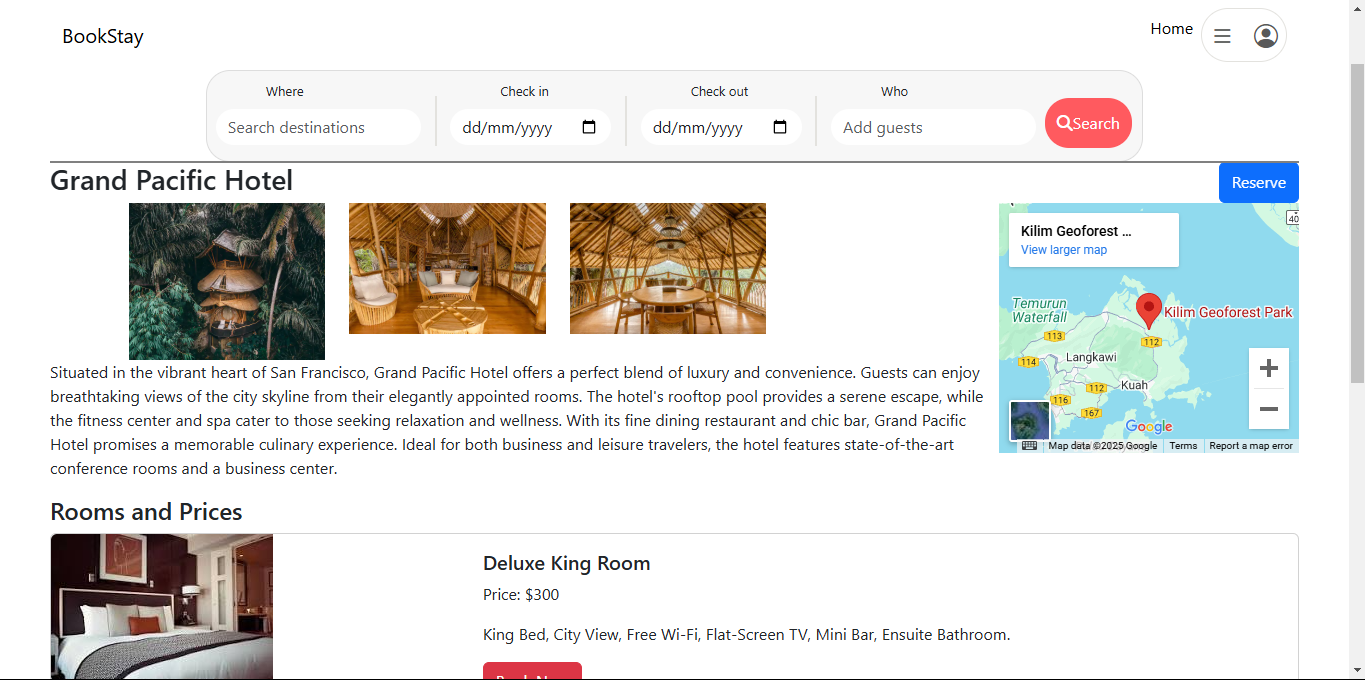 BookStay
Home
Where
Check in
Check out
Who
Search destinations
dd/mm/yyyy
dd/mm/yyyy
Add guests
Search
Grand Pacific Hotel
Reserve
Kilim Geoforest ...
View larger map
40
Temurun
Waterfall
Kilim Geoforest Park
113
112
Langkawi
114
112
Kuah
116
167
Google
Map data ©2025 Google
Terms
Report a map error
Situated in the vibrant heart of San Francisco, Grand Pacific Hotel offers a perfect blend of luxury and convenience. Guests can enjoy
breathtaking views of the city skyline from their elegantly appointed rooms. The hotel's rooftop pool provides a serene escape, while
the fitness center and spa cater to those seeking relaxation and wellness. With its fine dining restaurant and chic bar, Grand Pacific
Hotel promises a memorable culinary experience. Ideal for both business and leisure travelers, the hotel features state-of-the-art
conference rooms and a business center.
Rooms and Prices
Deluxe King Room
Price: $300
King Bed, City View, Free Wi-Fi, Flat-Screen TV, Mini Bar, Ensuite Bathroom.